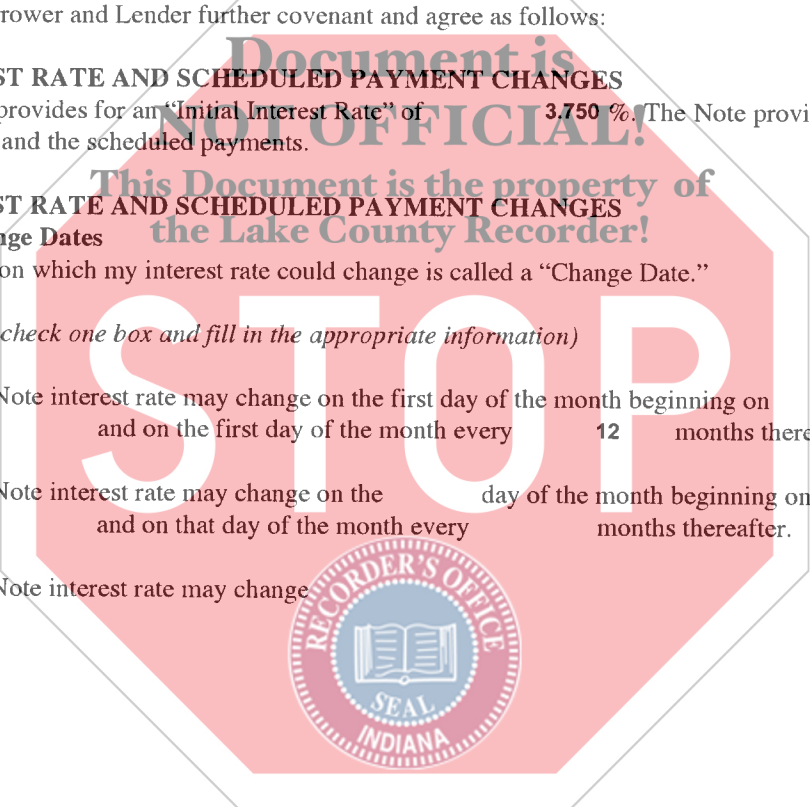 rower and Lender further covenant and agree as follows:
Document is
ST RATE AND SCHEDULED PAYMENT CHANGES
provides for an “Initial Interest Rate” of 3.750 %. The Note provi
NOT OFFICIAL!
and the scheduled payments.
This Document is the property of
ST RATE AND SCHEDULED PAYMENT CHANGES
the Lake County Recorder!
nge Dates
on which my interest rate could change is called a “Change Date.”
STOP
check one box and fill in the appropriate information)
Note interest rate may change on the first day of the month beginning on
and on the first day of the month every 12 months there
Note interest rate may change on the day of the month beginning on
and on that day of the month every months thereafter.
Note interest rate may change
RECORDER'S OFFICE
SEAL
INDIANA